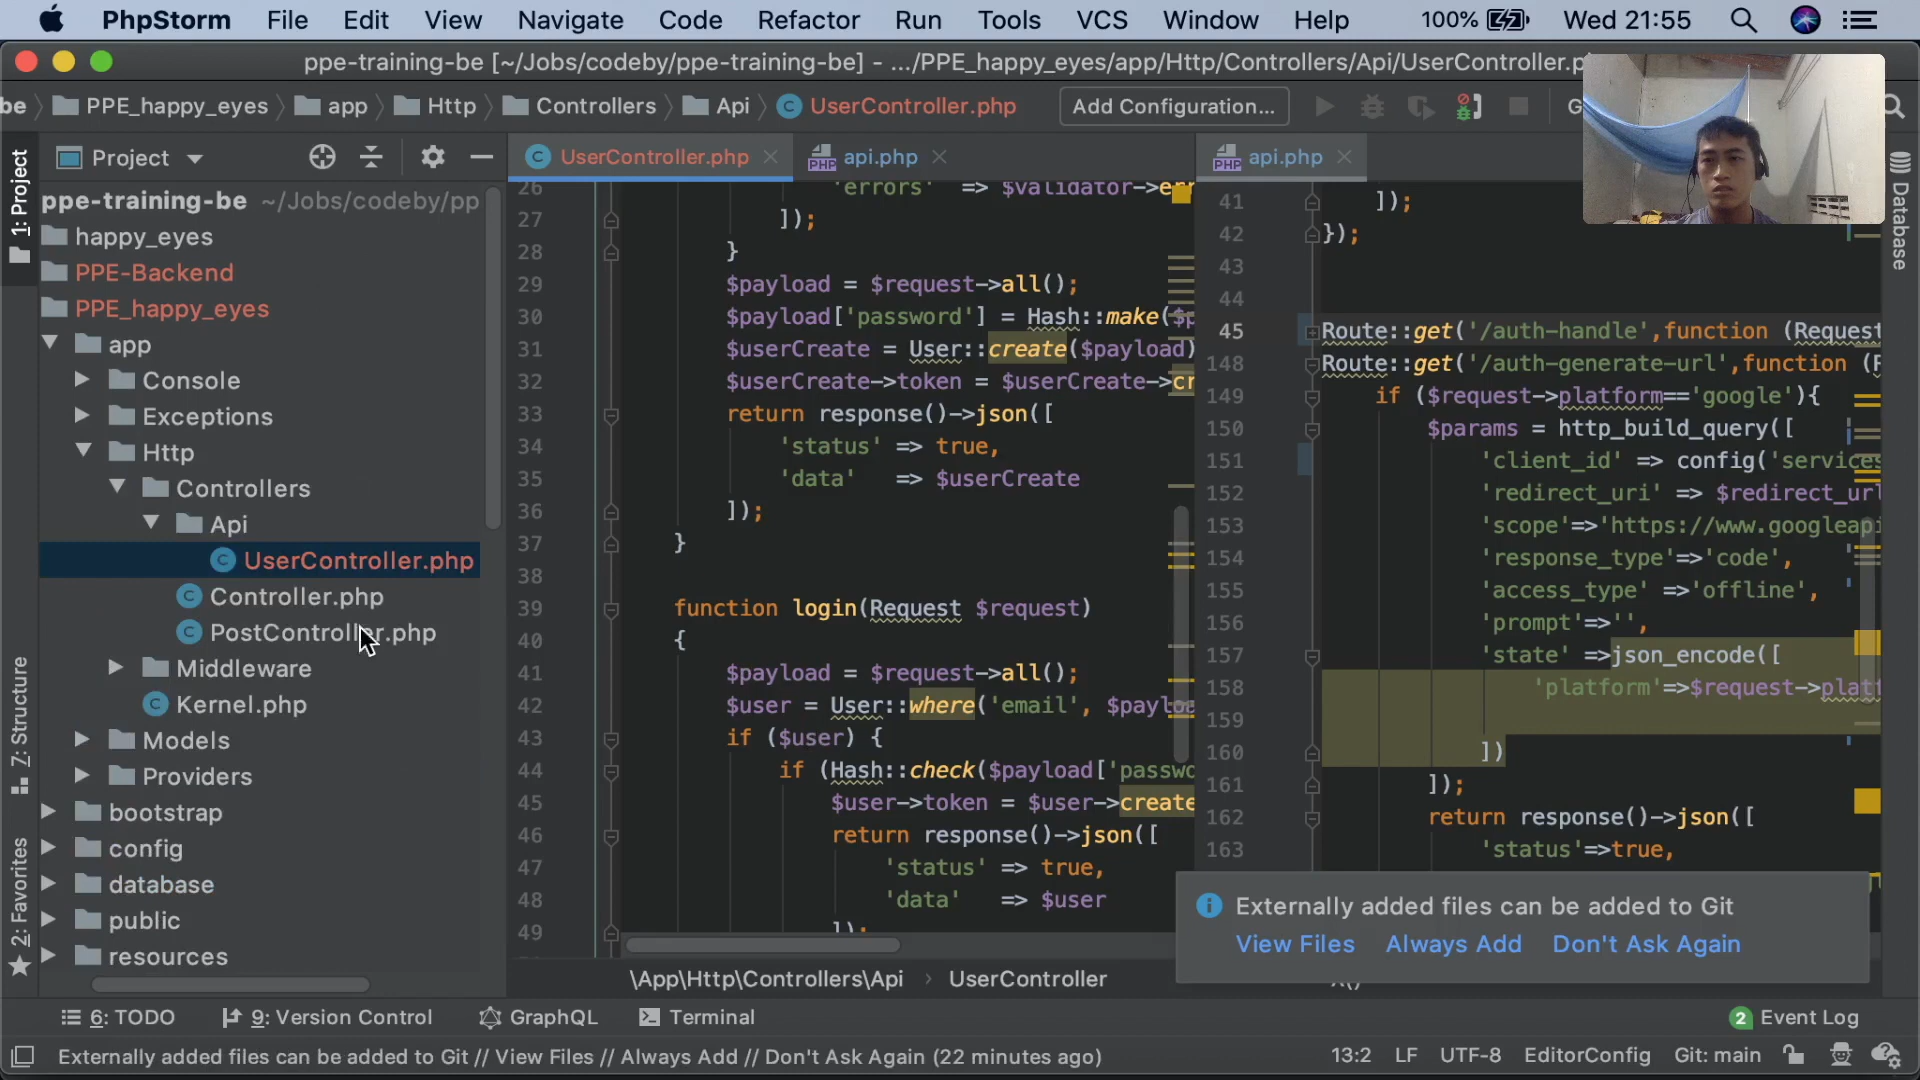 PhpStorm File Edit View Navigate Code Refactor Run Tools VCS Window Help 100% Wed 21:55
ppe-training-be [~/Jobs/codeby/ppe-training-be] - .../PPE_happy_eyes/app/Http/Controllers/Api/UserController.p
be PPE_happy_eyes app Http Controllers Api UserController.php Add Configuration... G
1: Project
Project
ppe-training-be ~/Jobs/codeby/pp
happy_eyes
PPE-Backend
PPE_happy_eyes
app
Console
Exceptions
Http
Controllers
Api
UserController.php
Controller.php
PostController.php
Middleware
Kernel.php
Models
Providers
bootstrap
config
database
public
resources
Z: Structure
2: Favorites
UserController.php api.php
26 'errors' => $validator->err
27 ]);
28 }
29 $payload = $request->all();
30 $payload['password'] = Hash::make($p
31 $userCreate = User::create($payload)
32 $userCreate->token = $userCreate->cr
33 return response()->json([
34 'status' => true,
35 'data' => $userCreate
36 ]);
37 }
38
39 function login(Request $request)
40 {
41 $payload = $request->all();
42 $user = User::where('email', $payloa
43 if ($user) {
44 if (Hash::check($payload['passwo
45 $user->token = $user->create
46 return response()->json([
47 'status' => true,
48 'data' => $user
49 ]);
\App\Http\Controllers\Api › UserController
api.php
41 ]);
42 });
43
44
45 Route::get('/auth-handle',function (Request
148 Route::get('/auth-generate-url',function (R
149 if ($request->platform=='google'){
150 $params = http_build_query([
151 'client_id' => config('services
152 'redirect_uri' => $redirect_url
153 'scope'=>'https://www.googleapi
154 'response_type'=>'code',
155 'access_type' =>'offline',
156 'prompt'=>'',
157 'state' =>json_encode([
158 'platform'=>$request->platf
159
160 ])
161 ]);
162 return response()->json([
163 'status'=>true,
Database
Externally added files can be added to Git
View Files Always Add Don't Ask Again
6: TODO 9: Version Control GraphQL Terminal 2 Event Log
Externally added files can be added to Git // View Files // Always Add // Don't Ask Again (22 minutes ago) 13:2 LF UTF-8 EditorConfig Git: main